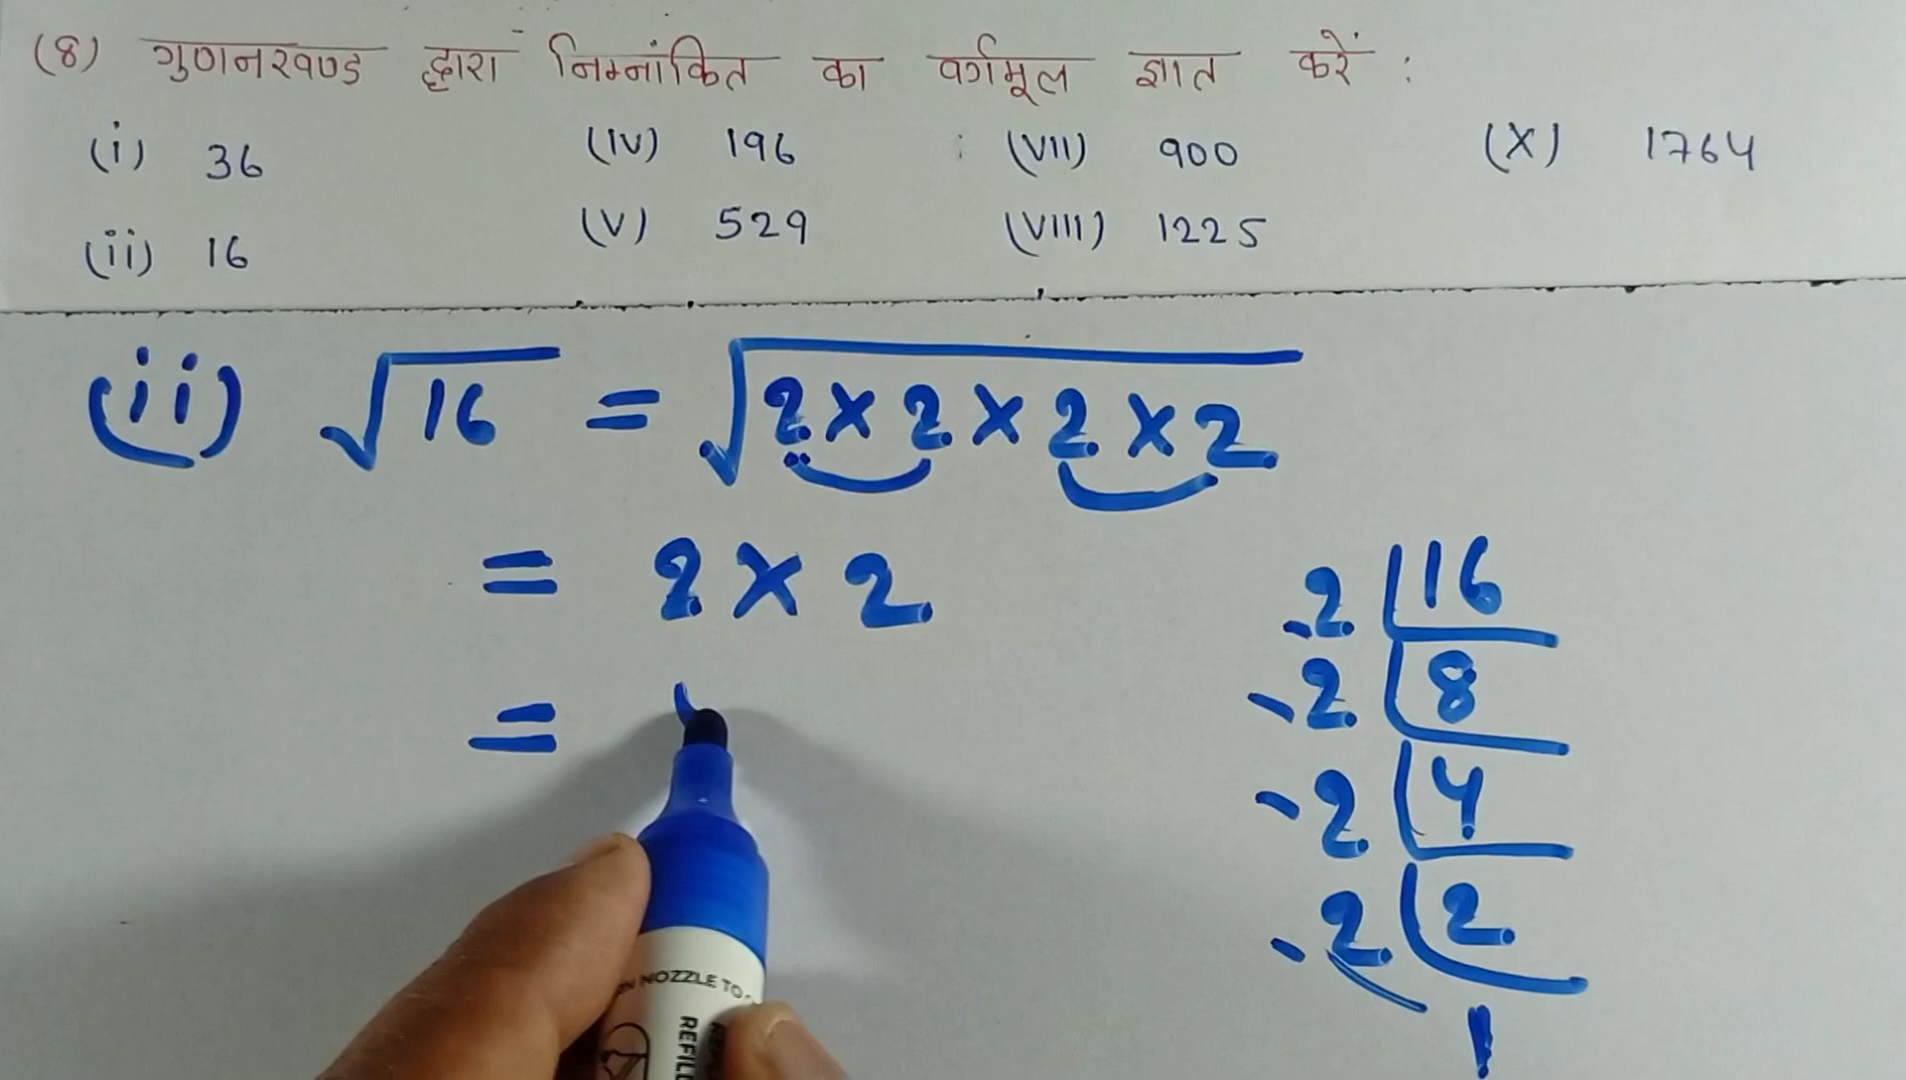 (8) गुणनखण्ड द्वारा निम्नांकित का वर्गमूल ज्ञात करें :
(i) 36 (IV) 196 (VII) 900 (X) 1764
(ii) 16 (V) 529 (VIII) 1225
(ii) √16 = √2×2×2×2
= 2×2
=
2 16
2 8
2 4
2 2
1
NOZZLE TO
REFILL